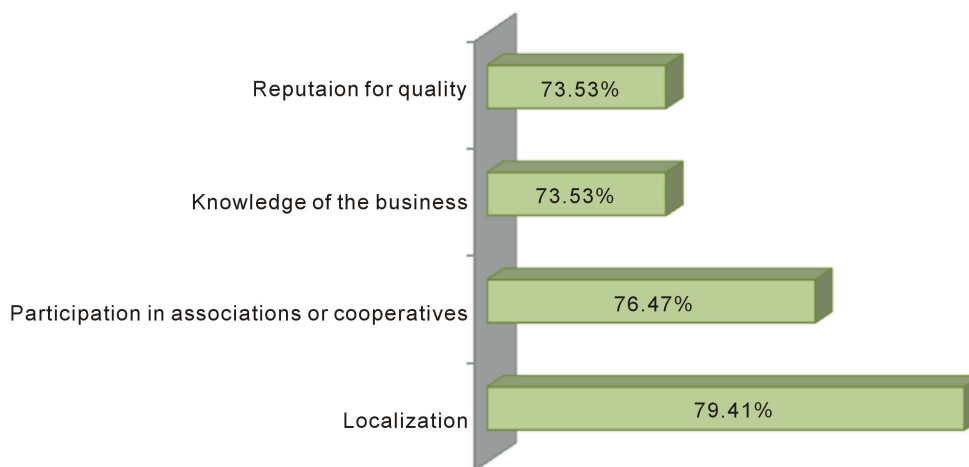 Reputaion for quality
73.53%
Knowledge of the business
73.53%
Participation in associations or cooperatives
76.47%
Localization
79.41%